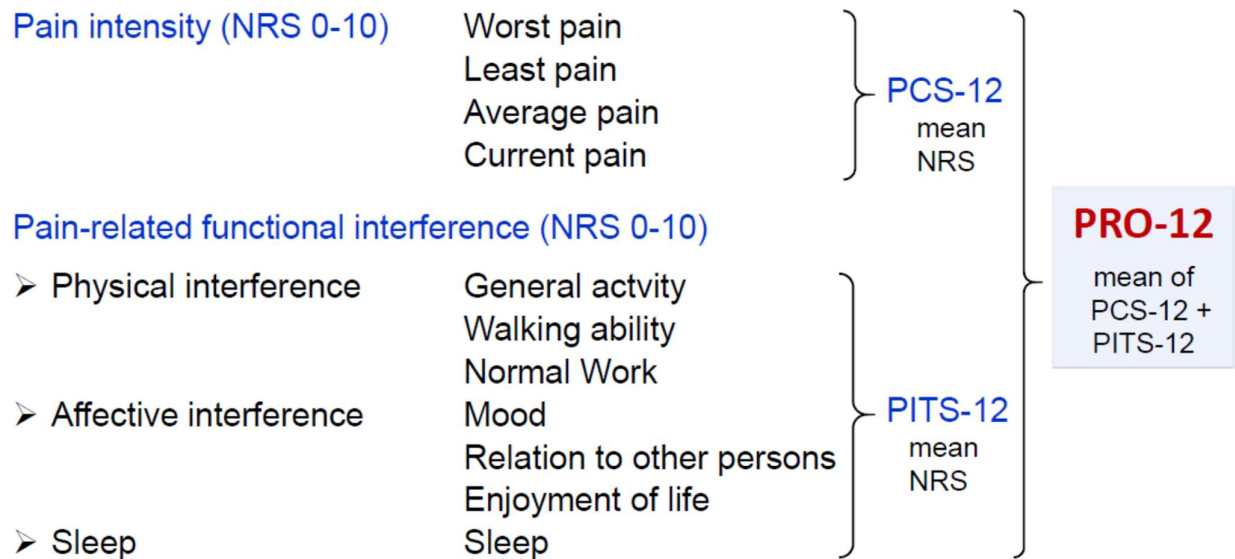 Pain intensity (NRS 0-10)
Worst pain
Least pain
Average pain
Current pain
PCS-12
mean
NRS
Pain-related functional interference (NRS 0-10)
➢ Physical interference
General actvity
Walking ability
Normal Work
➢ Affective interference
Mood
Relation to other persons
Enjoyment of life
➢ Sleep
Sleep
PITS-12
mean
NRS
PRO-12
mean of
PCS-12 +
PITS-12